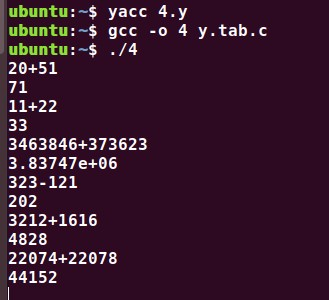 ubuntu:~$ yacc 4.y
ubuntu:~$ gcc -o 4 y.tab.c
ubuntu:~$ ./4
20+51
71
11+22
33
3463846+373623
3.83747e+06
323-121
202
3212+1616
4828
22074+22078
44152